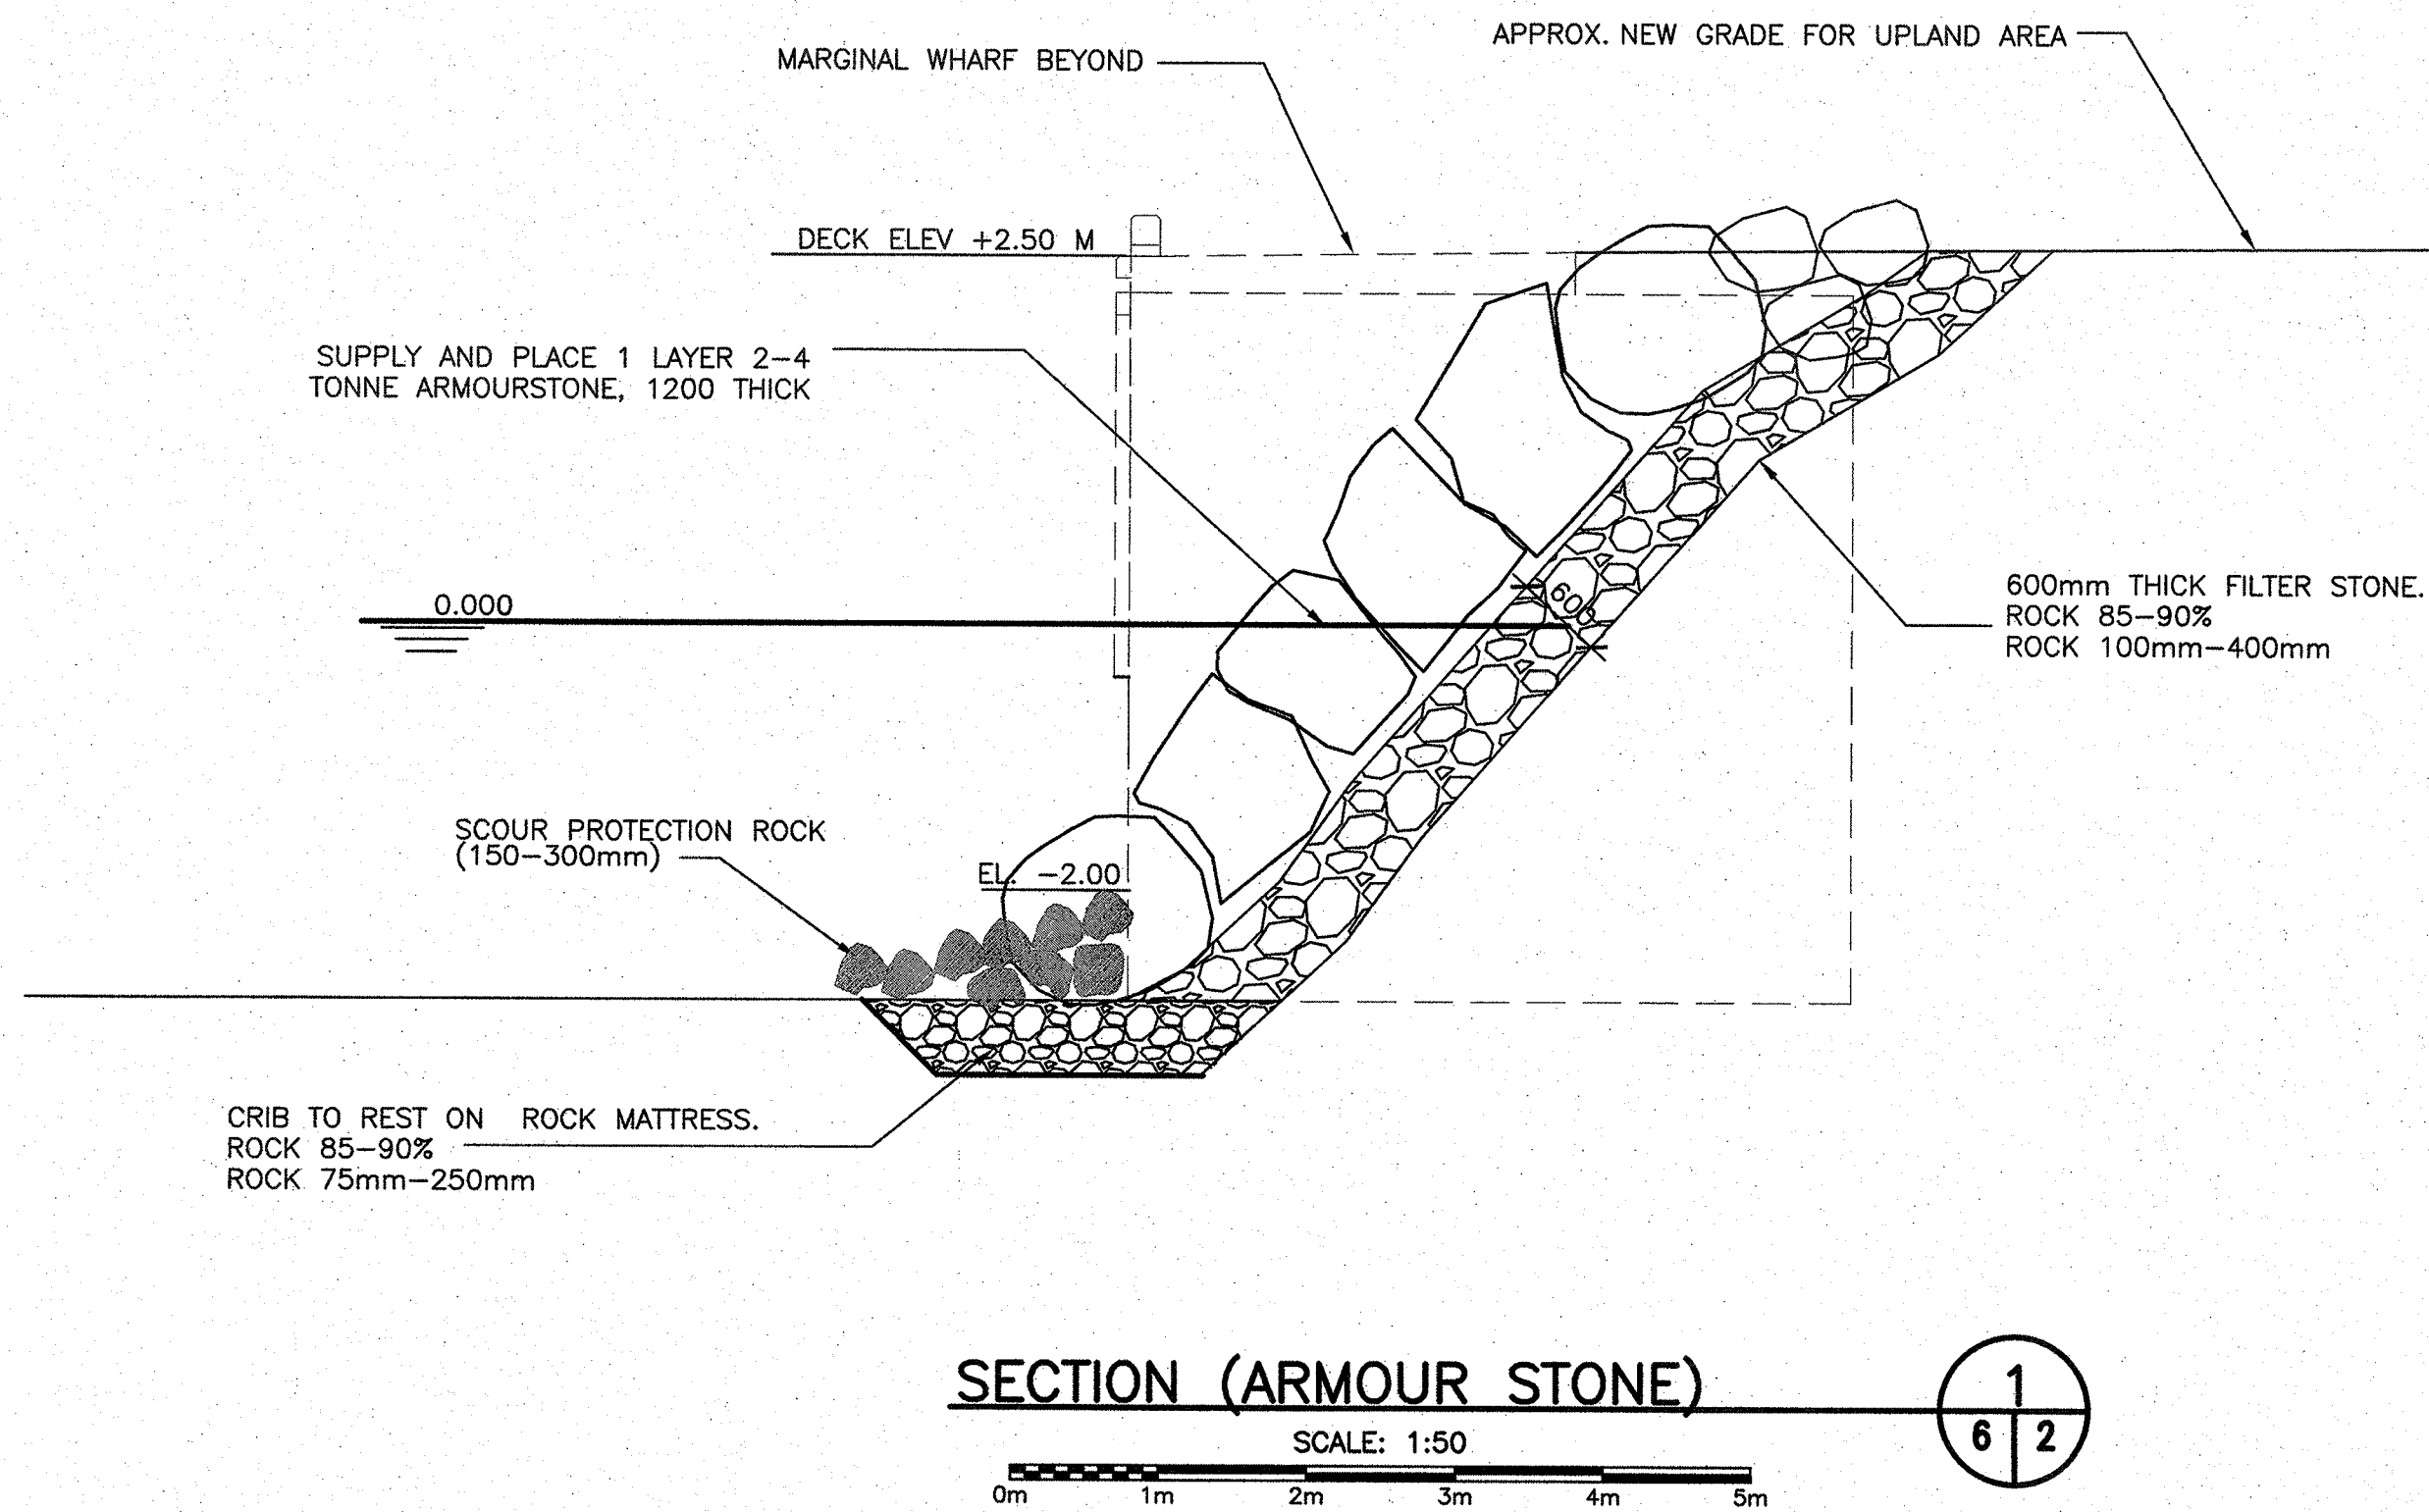 APPROX. NEW GRADE FOR UPLAND AREA
MARGINAL WHARF BEYOND
DECK ELEV +2.50 M
SUPPLY AND PLACE 1 LAYER 2-4
TONNE ARMOURSTONE, 1200 THICK
0.000
600
600mm THICK FILTER STONE.
ROCK 85-90%
ROCK 100mm-400mm
SCOUR PROTECTION ROCK
(150-300mm)
EL. -2.00
CRIB TO REST ON ROCK MATTRESS.
ROCK 85-90%
ROCK 75mm-250mm
SECTION (ARMOUR STONE)
SCALE: 1:50
1
6 2
0m 1m 2m 3m 4m 5m